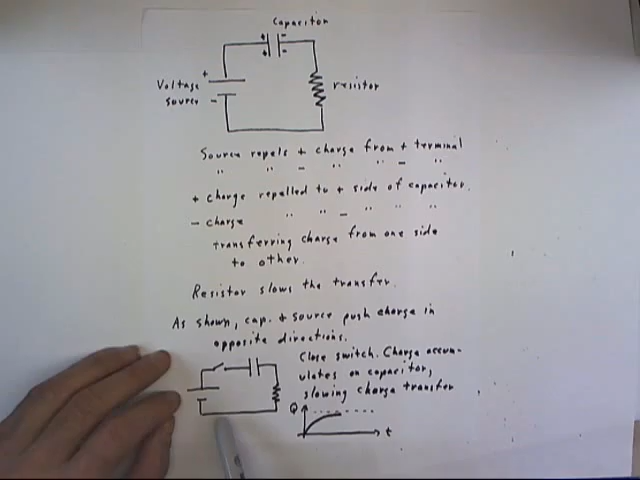 Capacitor
+ -
+ -
+
Voltage
source
-
resistor
Source repels + charge from + terminal
" " - " " - "
+ charge repelled to + side of capacitor.
- charge " " - " " "
transferring charge from one side
to other.
Resistor slows the transfer.
As shown, cap. + source push charge in
opposite directions.
Close switch. Charge accum-
ulates on capacitor,
slowing charge transfer
Q
t